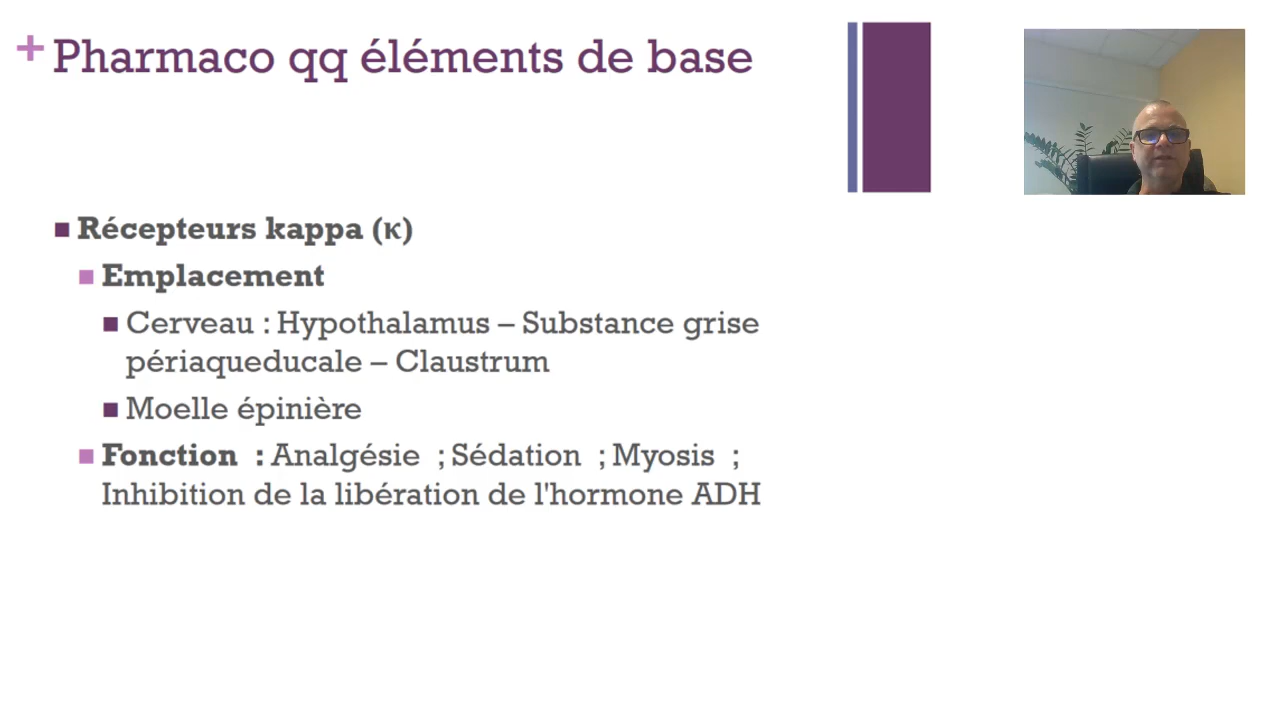 + Pharmaco qq éléments de base
Récepteurs kappa (κ)
Emplacement
Cerveau : Hypothalamus – Substance grise
périaqueducale – Claustrum
Moelle épinière
Fonction : Analgésie ; Sédation ; Myosis ;
Inhibition de la libération de l'hormone ADH